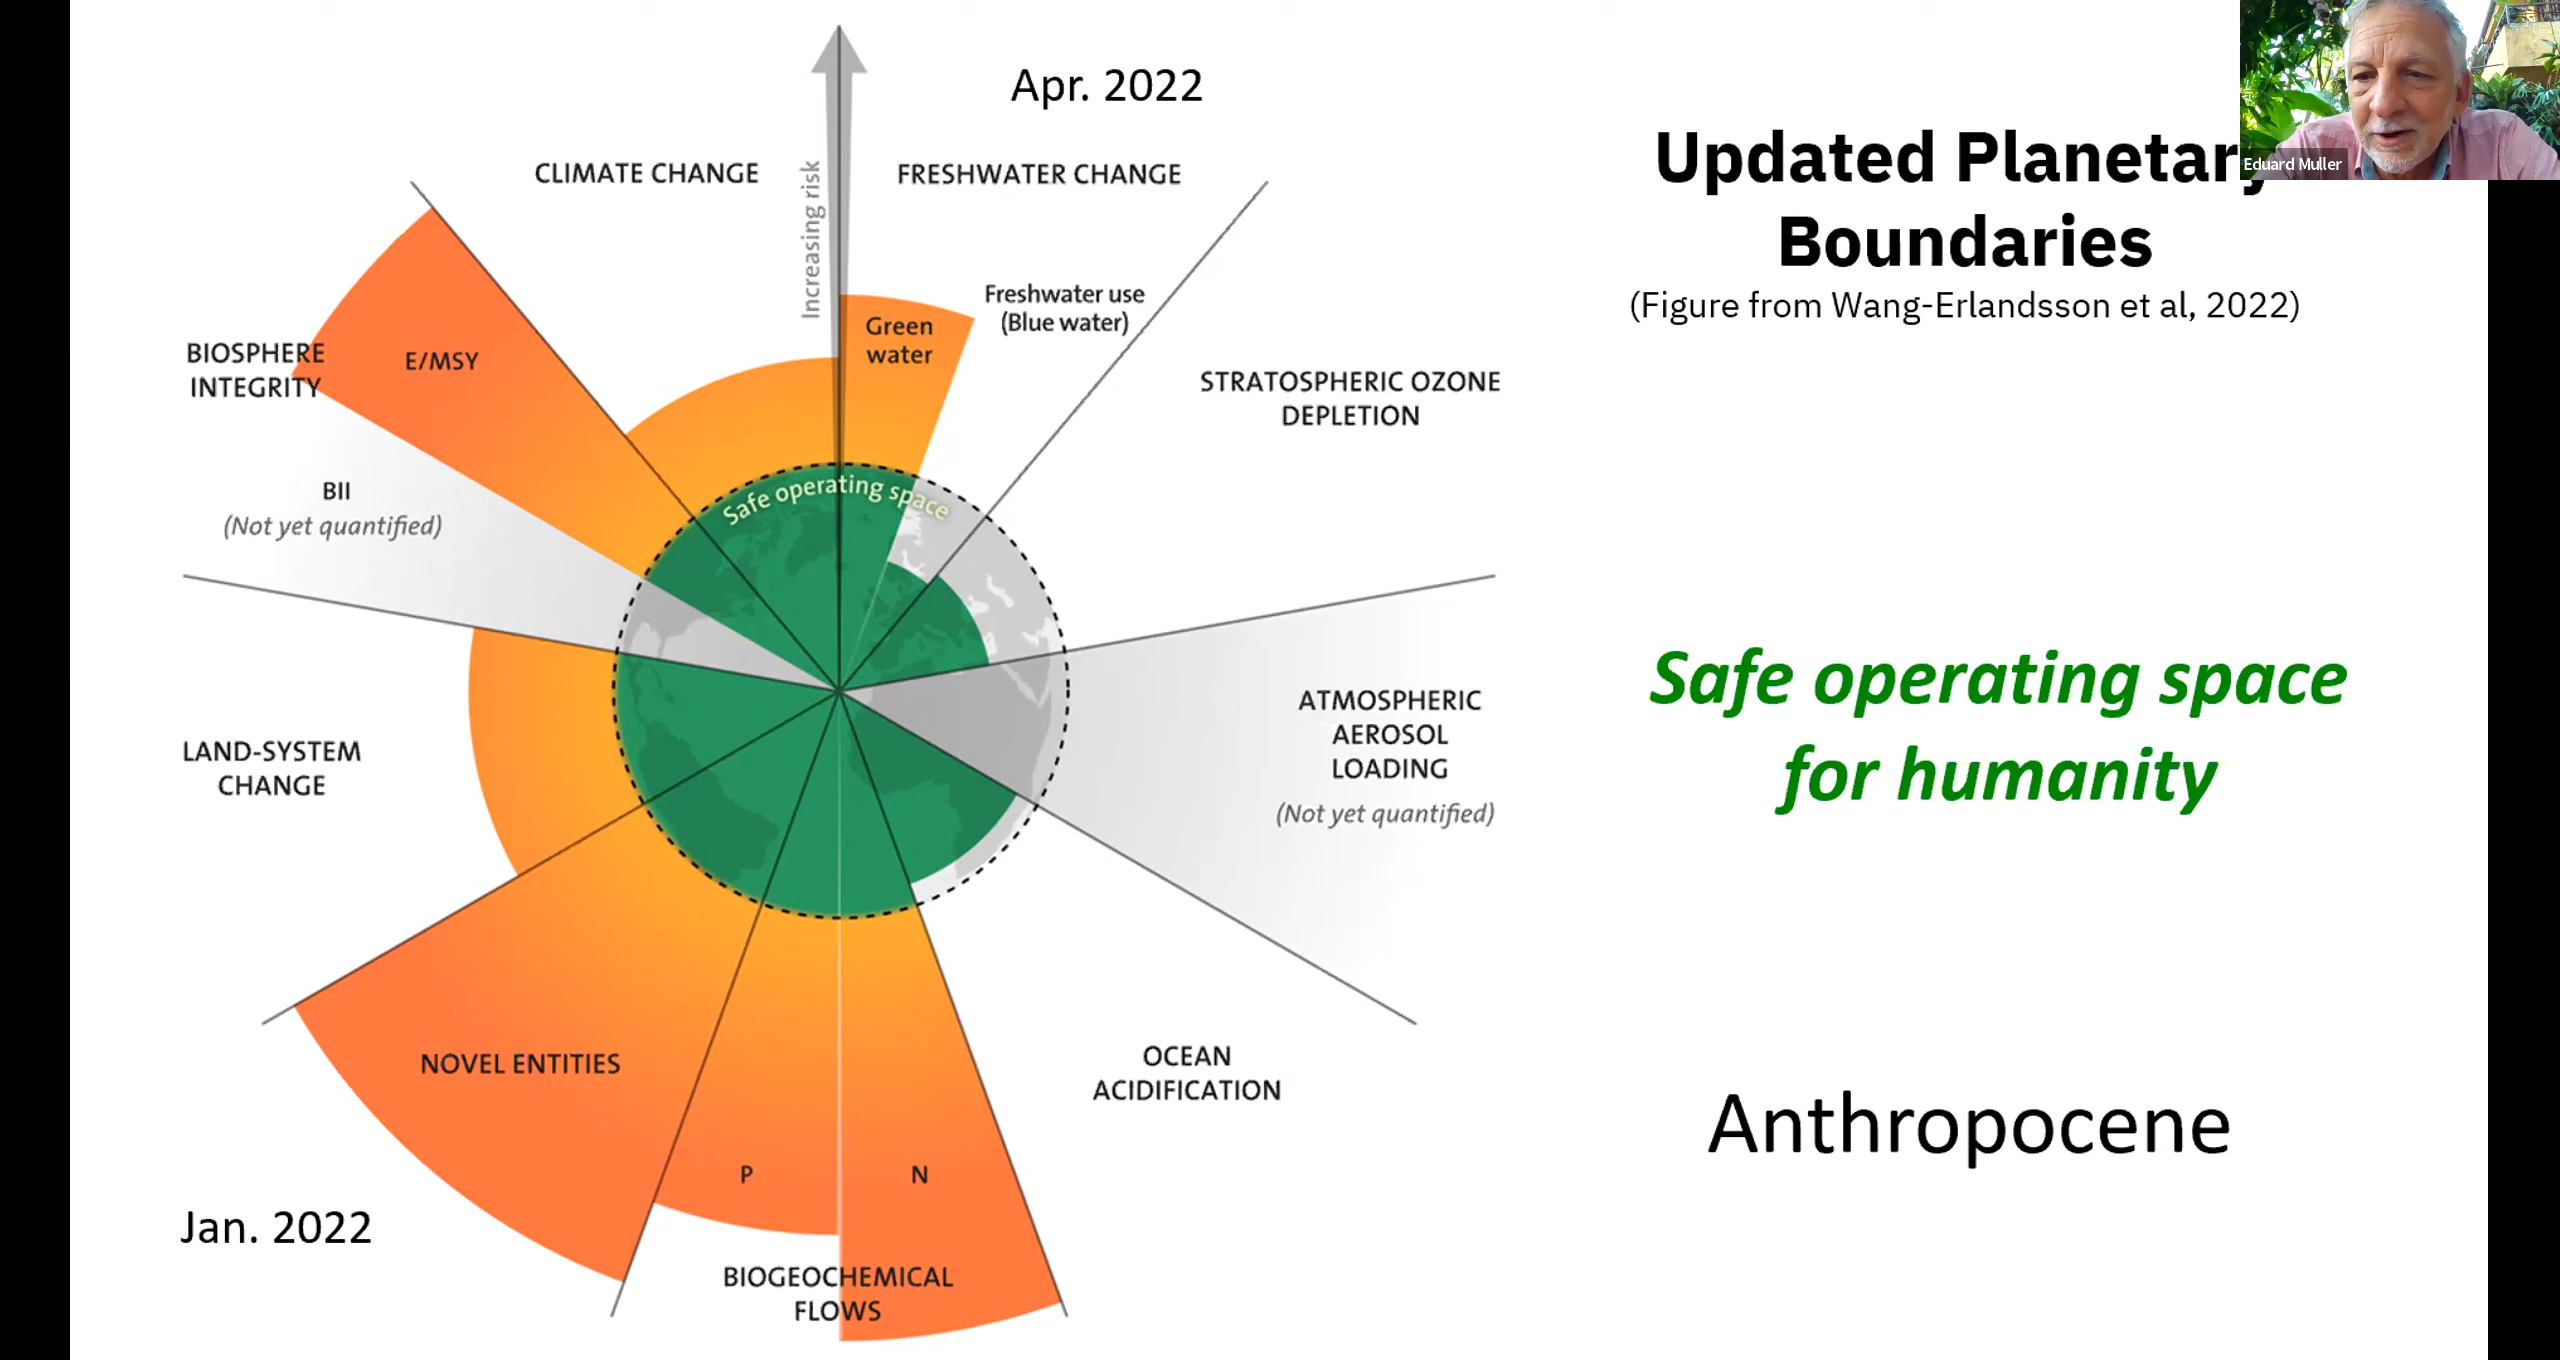 Apr. 2022
CLIMATE CHANGE
Increasing risk
FRESHWATER CHANGE
Green
water
Freshwater use
(Blue water)
STRATOSPHERIC OZONE
DEPLETION
BIOSPHERE
INTEGRITY
E/MSY
BII
(Not yet quantified)
Safe operating space
ATMOSPHERIC
AEROSOL
LOADING
(Not yet quantified)
LAND-SYSTEM
CHANGE
NOVEL ENTITIES
OCEAN
ACIDIFICATION
P
N
BIOGEOCHEMICAL
FLOWS
Jan. 2022
Updated Planetary
Boundaries
(Figure from Wang-Erlandsson et al, 2022)
Safe operating space
for humanity
Anthropocene
Eduard Muller